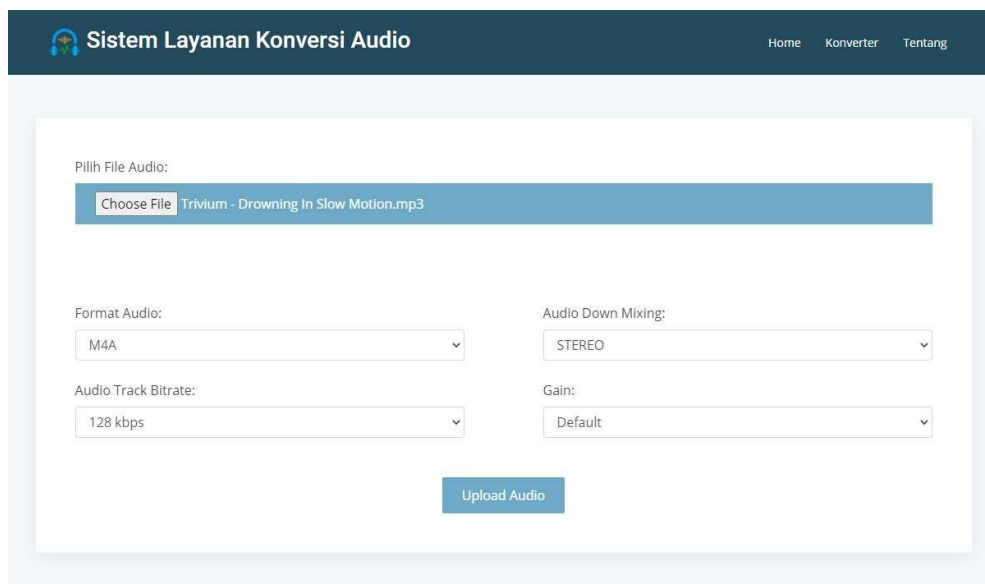 Sistem Layanan Konversi Audio
Home Konverter Tentang
Pilih File Audio:
Choose File Trivium - Drowning In Slow Motion.mp3
Format Audio:
Audio Down Mixing:
M4A
STEREO
Audio Track Bitrate:
Gain:
128 kbps
Default
Upload Audio